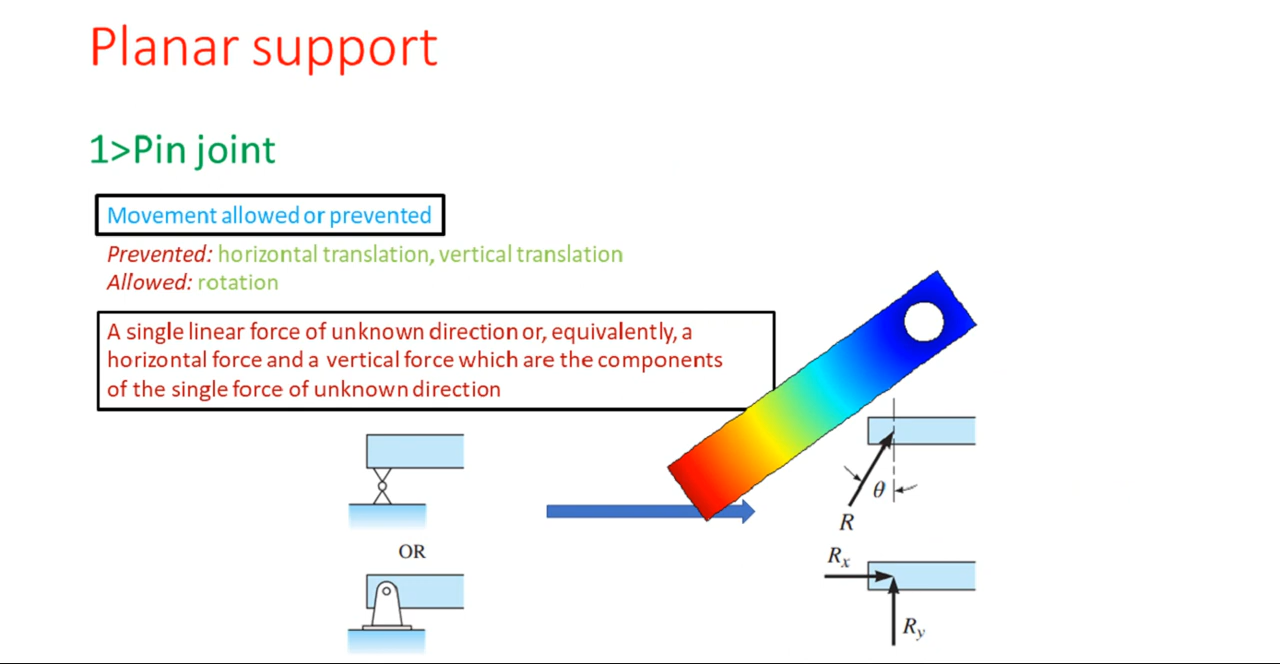 Planar support
1>Pin joint
Movement allowed or prevented
Prevented: horizontal translation, vertical translation
Allowed: rotation
A single linear force of unknown direction or, equivalently, a
horizontal force and a vertical force which are the components
of the single force of unknown direction
θ
R
OR
Rx
Ry